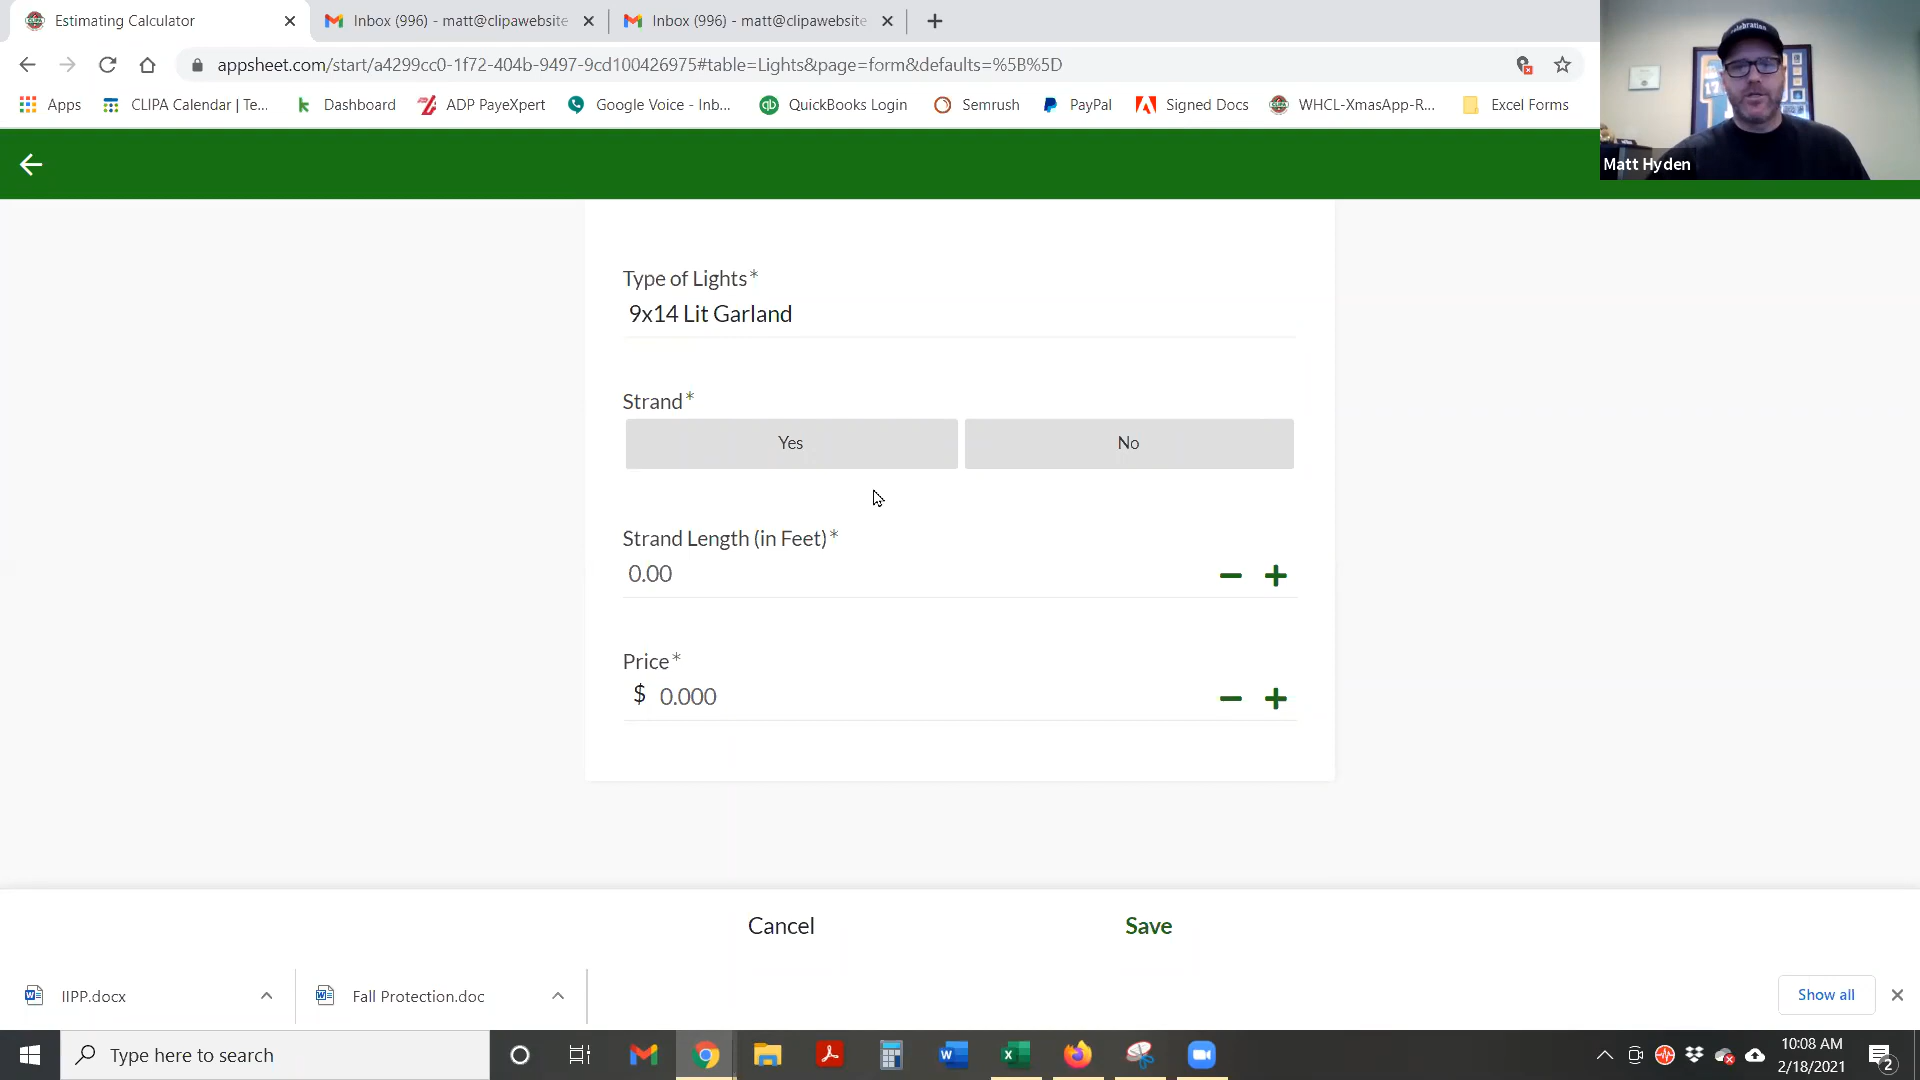 Estimating Calculator
Inbox (996) - matt@clipawebsite
Inbox (996) - matt@clipawebsite
appsheet.com/start/a4299cc0-1f72-404b-9497-9cd100426975#table=Lights&page=form&defaults=%5B%5D
Apps
CLIPA Calendar | Te...
Dashboard
ADP PayeXpert
Google Voice - Inb...
QuickBooks Login
Semrush
PayPal
Signed Docs
WHCL-XmasApp-R...
Excel Forms
Matt Hyden
Type of Lights*
9x14 Lit Garland
Strand*
Yes
No
Strand Length (in Feet)*
0.00
Price*
$ 0.000
Cancel
Save
IIPP.docx
Fall Protection.doc
Show all
Type here to search
10:08 AM
2/18/2021
2